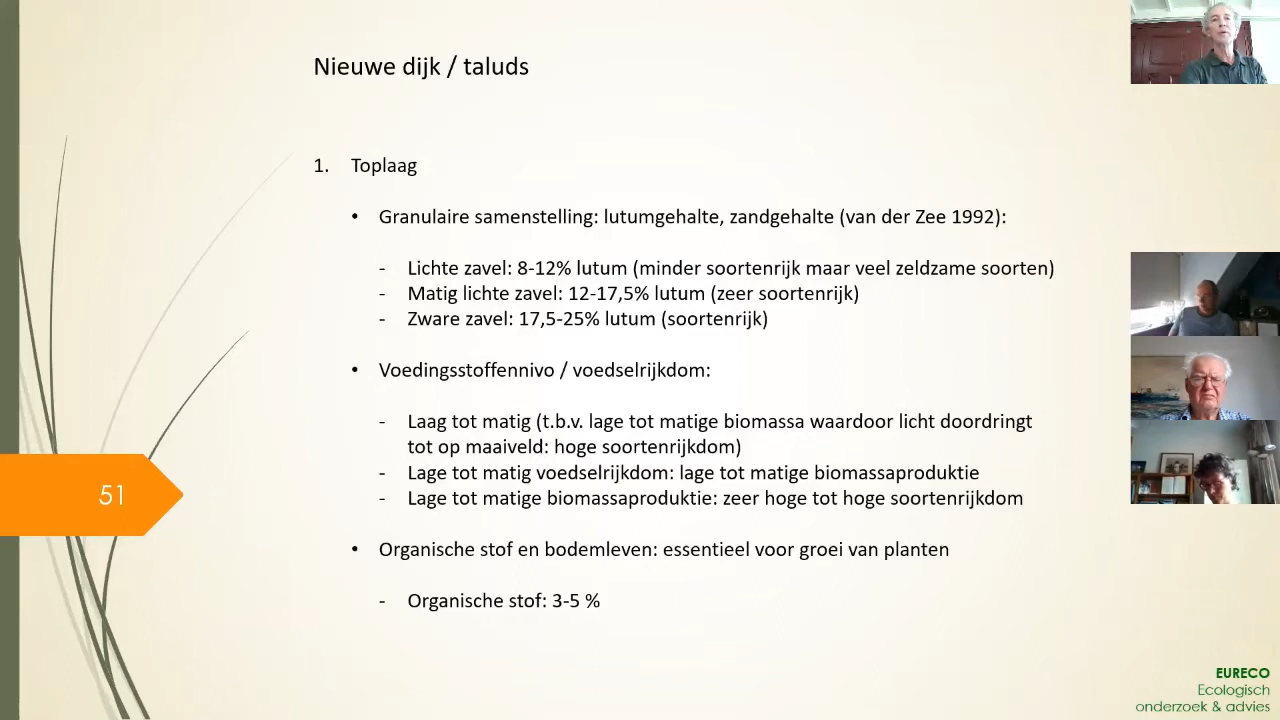 Nieuwe dijk / taluds
1. Toplaag
• Granulaire samenstelling: lutumgehalte, zandgehalte (van der Zee 1992):
- Lichte zavel: 8-12% lutum (minder soortenrijk maar veel zeldzame soorten)
- Matig lichte zavel: 12-17,5% lutum (zeer soortenrijk)
- Zware zavel: 17,5-25% lutum (soortenrijk)
• Voedingsstoffennivo / voedselrijkdom:
- Laag tot matig (t.b.v. lage tot matige biomassa waardoor licht doordringt
tot op maaiveld: hoge soortenrijkdom)
- Lage tot matig voedselrijkdom: lage tot matige biomassaproduktie
- Lage tot matige biomassaproduktie: zeer hoge tot hoge soortenrijkdom
• Organische stof en bodemleven: essentieel voor groei van planten
- Organische stof: 3-5 %
51
EURECO
Ecologisch
onderzoek & advies